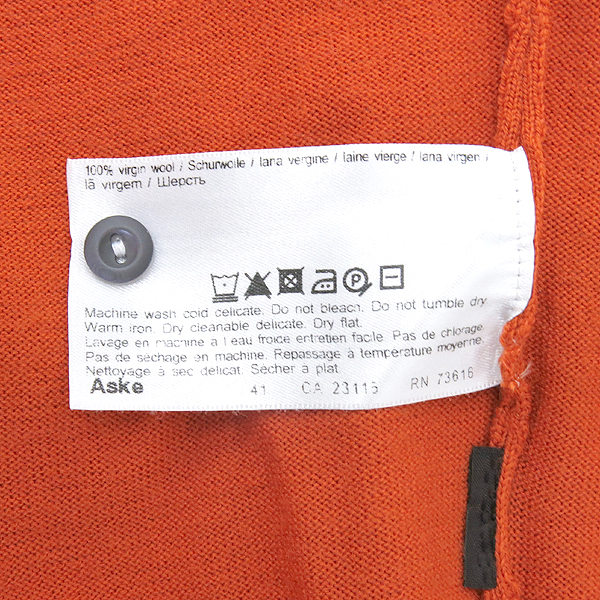 100% virgin wool / Schurwolle / lana vergine / laine vierge / lana virgen /
lã virgem / Шерсть
P
Machine wash cold delicate. Do not bleach. Do not tumble dry
Warm iron. Dry cleanable delicate. Dry flat.
Lavage en machine a l eau froice entretien facile. Pas de chlorage
Pas de séchage en machine. Repassage à température moyenne.
Nettoyage à sec délicat. Sécher à plat.
Aske 41 CA 23115 RN 73616